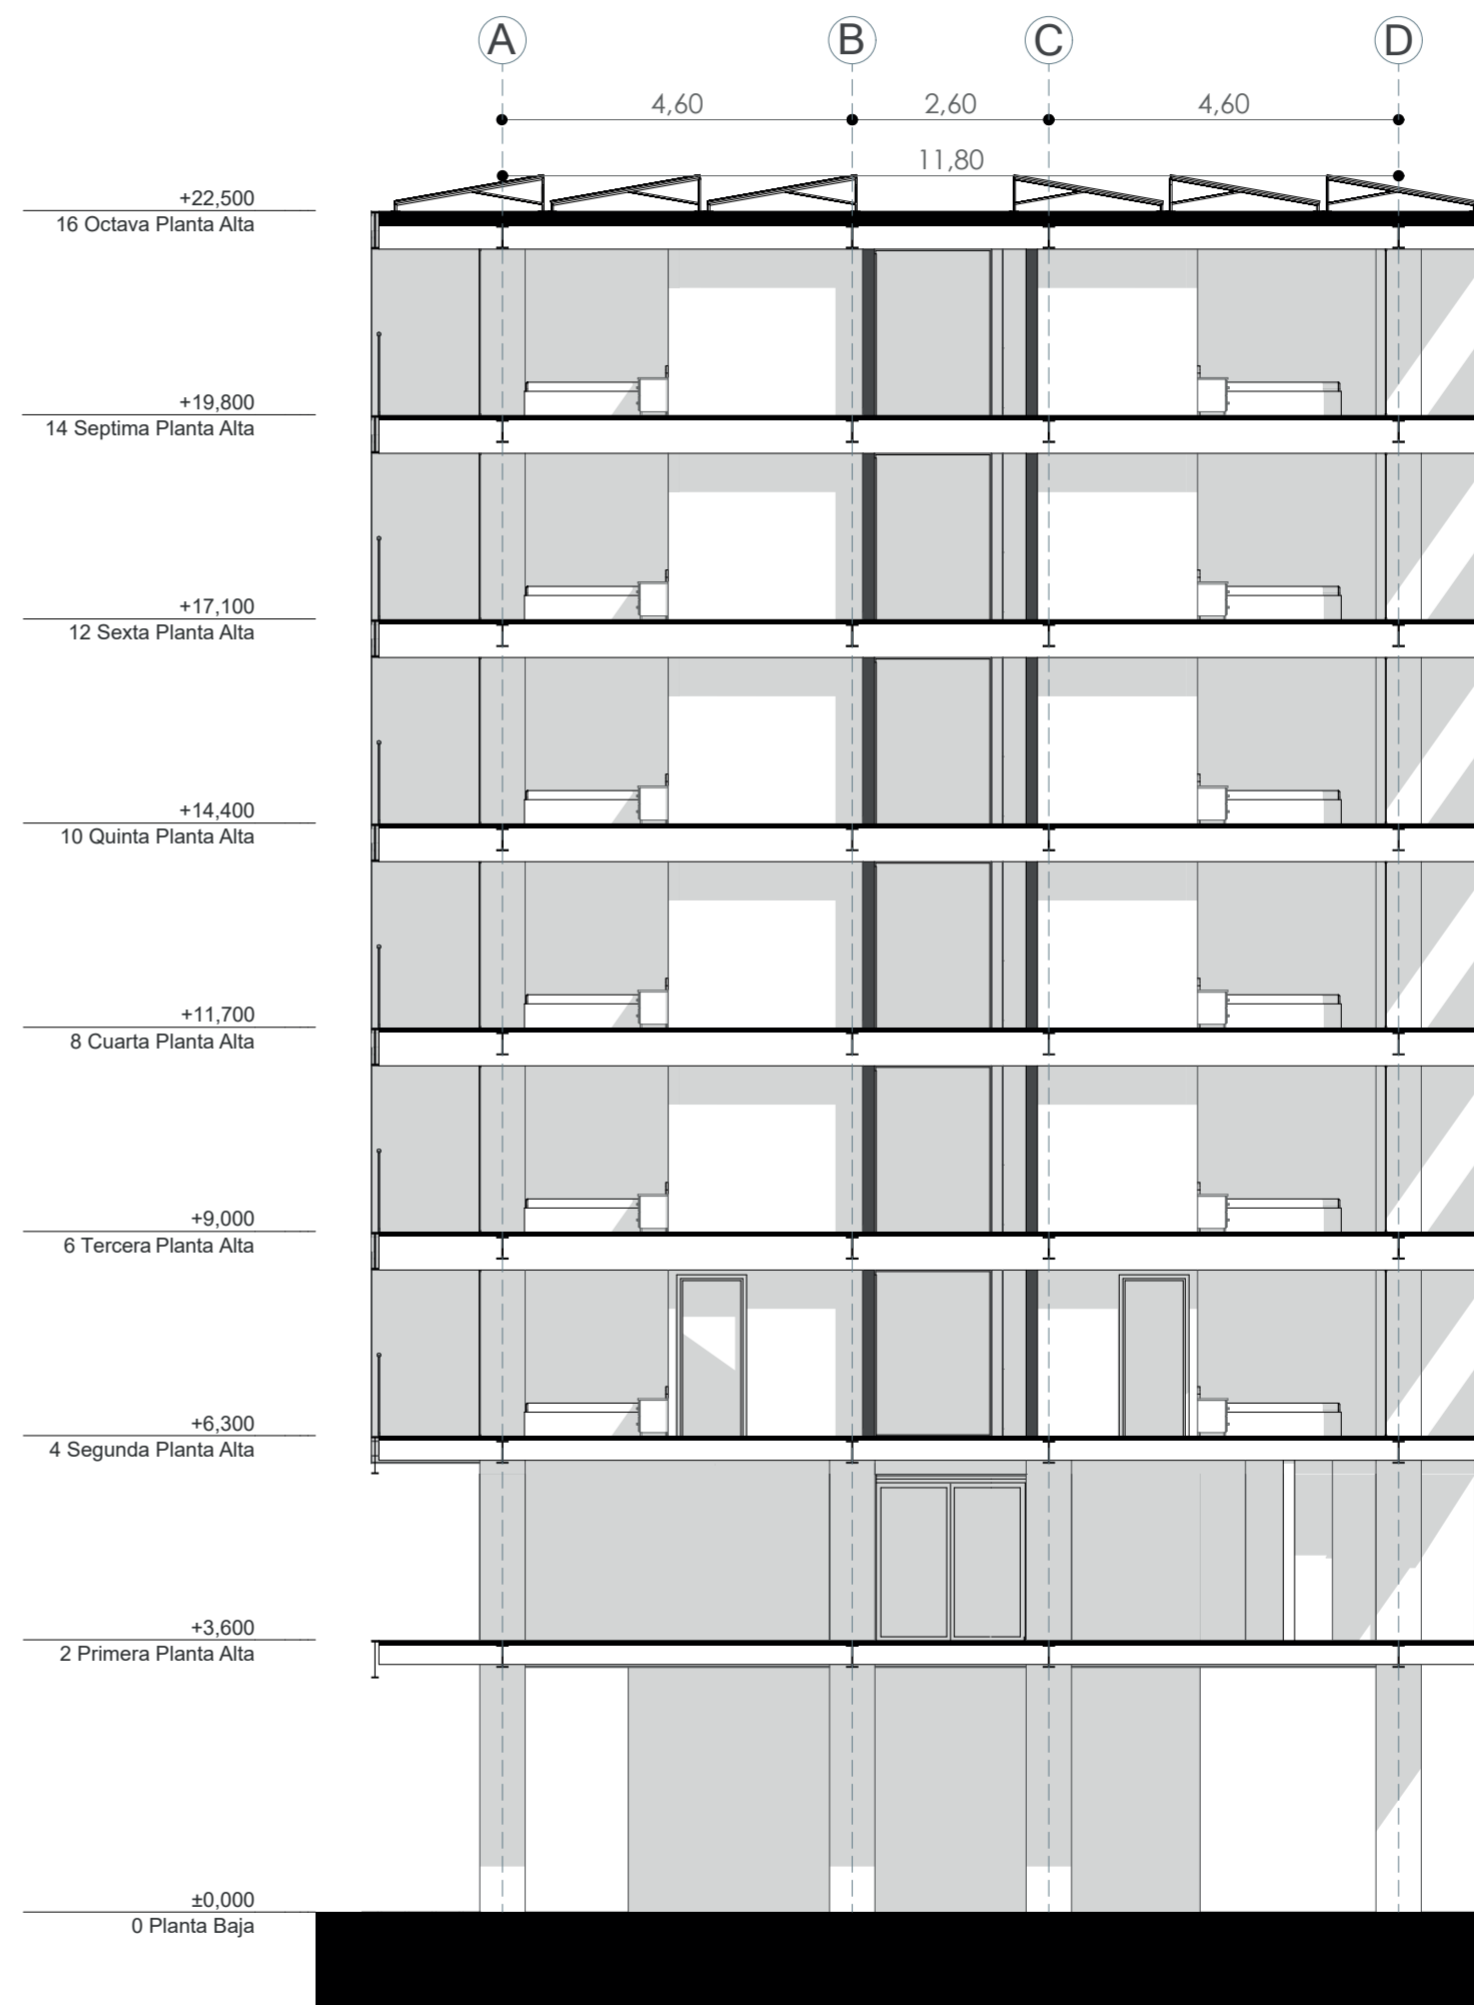 A B C D
4,60 2,60 4,60
11,80
+22,500
16 Octava Planta Alta
+19,800
14 Septima Planta Alta
+17,100
12 Sexta Planta Alta
+14,400
10 Quinta Planta Alta
+11,700
8 Cuarta Planta Alta
+9,000
6 Tercera Planta Alta
+6,300
4 Segunda Planta Alta
+3,600
2 Primera Planta Alta
±0,000
0 Planta Baja